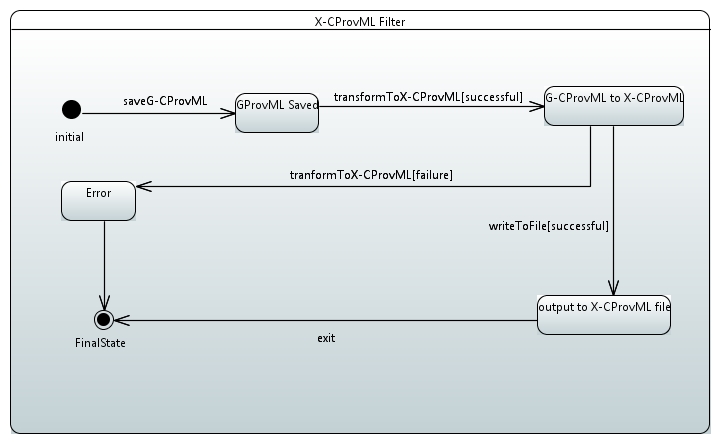 X-CProvML Filter
saveG-CProvML
GProvML Saved
transformToX-CProvML[successful]
G-CProvML to X-CProvML
initial
tranformToX-CProvML[failure]
Error
writeToFile[successful]
output to X-CProvML file
exit
FinalState